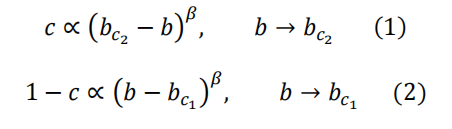 c ∝ (b_{c_2} − b)^β,    b → b_{c_2}    (1)
1 − c ∝ (b − b_{c_1})^β,    b → b_{c_1}    (2)